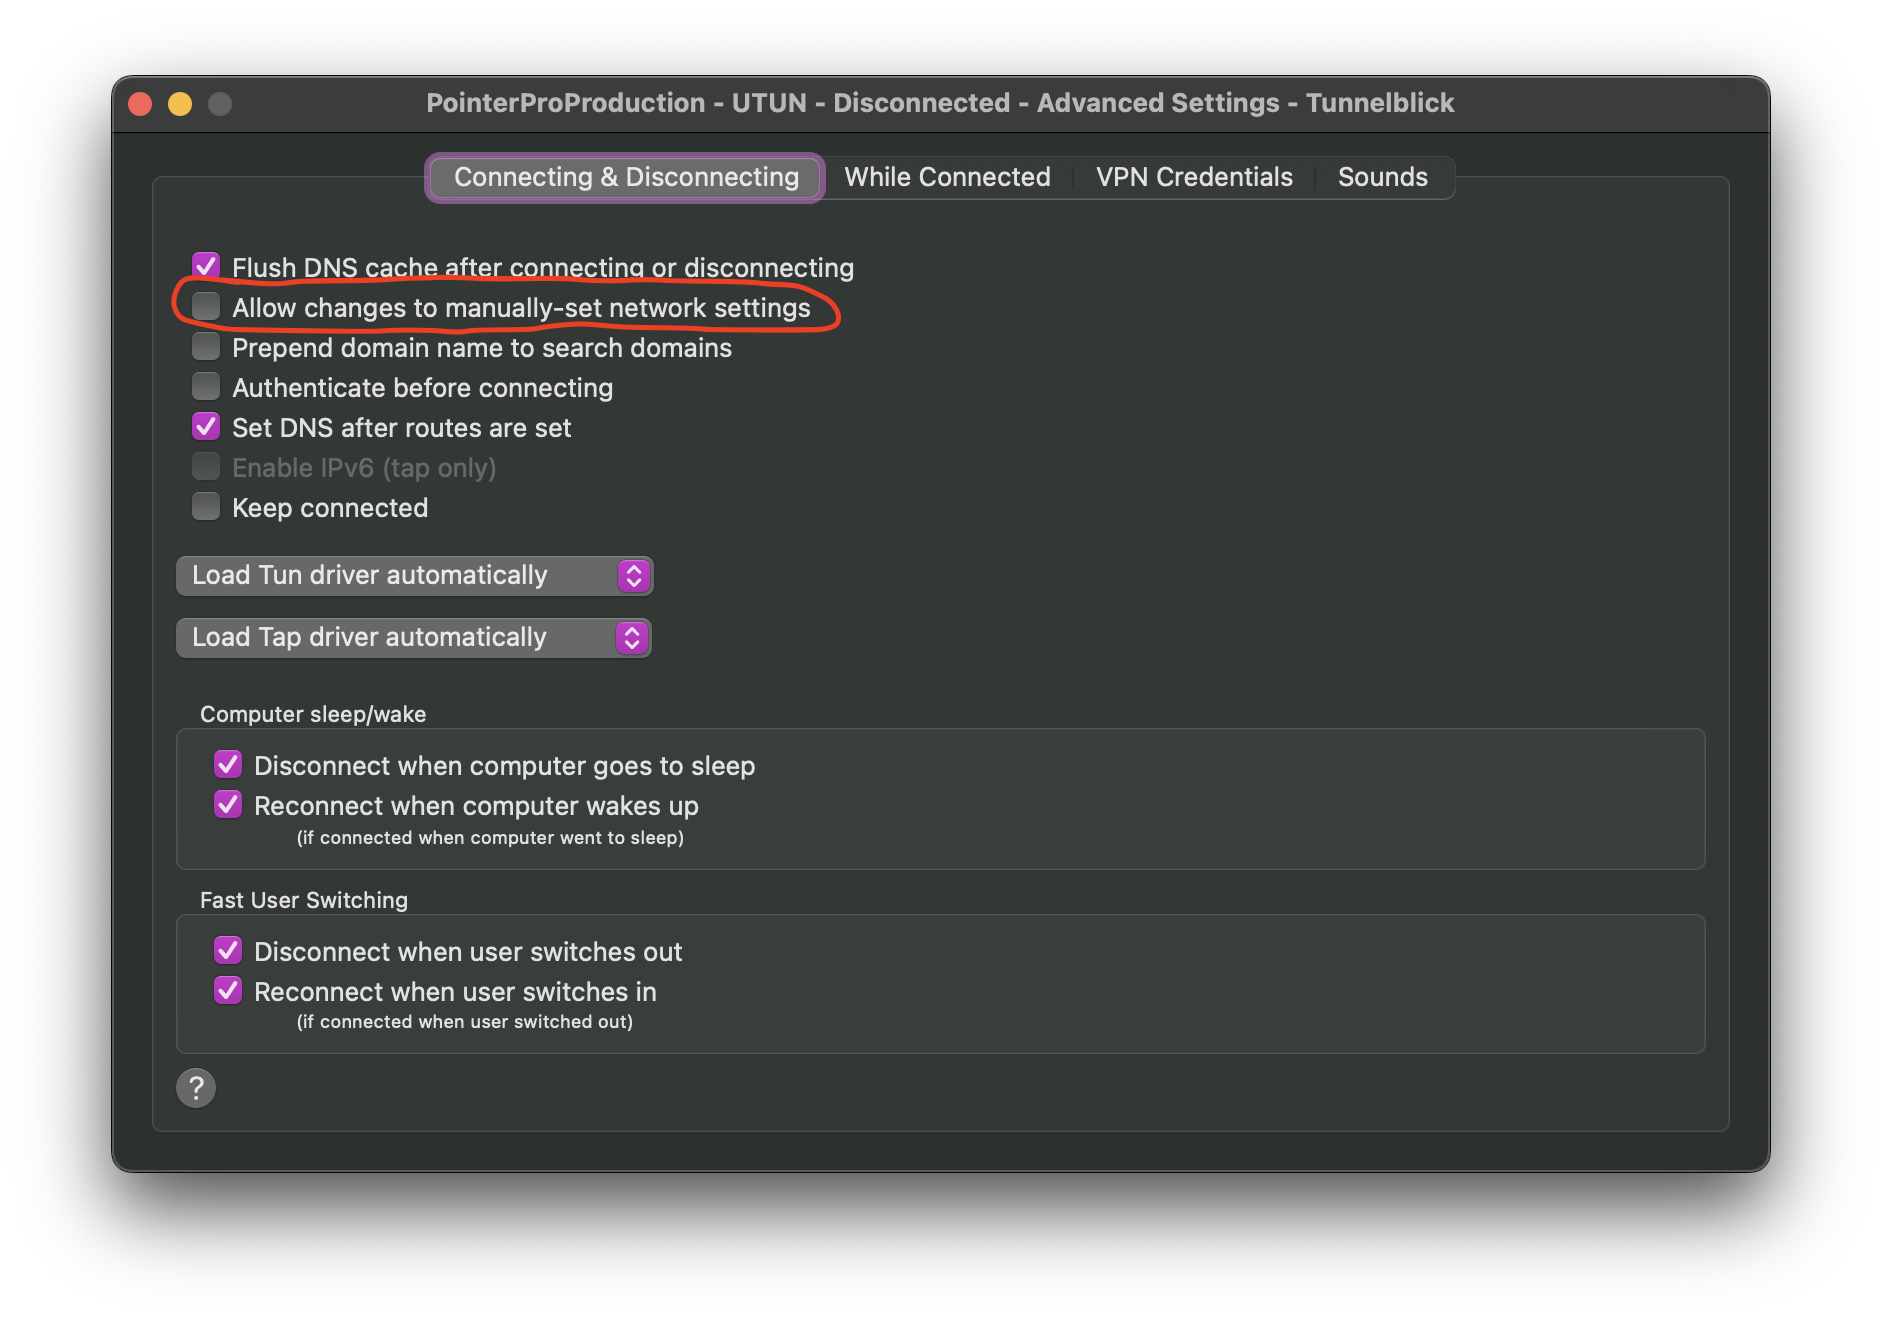 PointerProProduction - UTUN - Disconnected - Advanced Settings - Tunnelblick
Connecting & Disconnecting While Connected VPN Credentials Sounds
Flush DNS cache after connecting or disconnecting
Allow changes to manually-set network settings
Prepend domain name to search domains
Authenticate before connecting
Set DNS after routes are set
Enable IPv6 (tap only)
Keep connected
Load Tun driver automatically
Load Tap driver automatically
Computer sleep/wake
Disconnect when computer goes to sleep
Reconnect when computer wakes up
(if connected when computer went to sleep)
Fast User Switching
Disconnect when user switches out
Reconnect when user switches in
(if connected when user switched out)
?